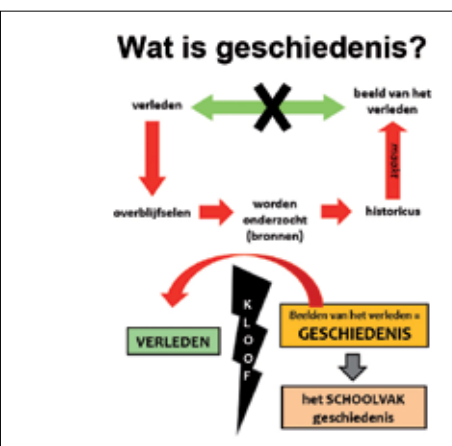 Wat is geschiedenis?
verleden
beeld van het
verleden
maakt
overblijfselen
worden
onderzocht
(bronnen)
historicus
KLOOF
VERLEDEN
Beelden van het verleden =
GESCHIEDENIS
het SCHOOLVAK
geschiedenis